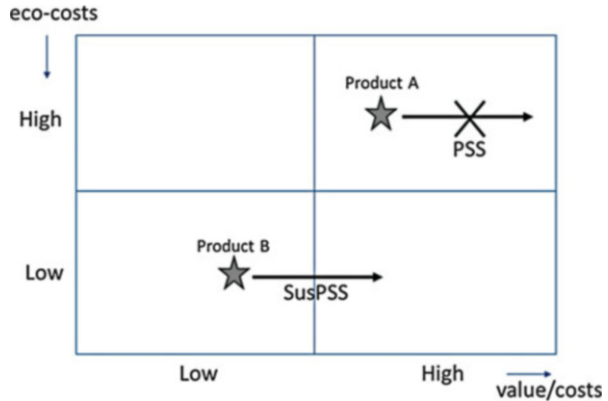 eco-costs
Product A
High
PSS
Product B
Low
SusPSS
Low
High
value/costs